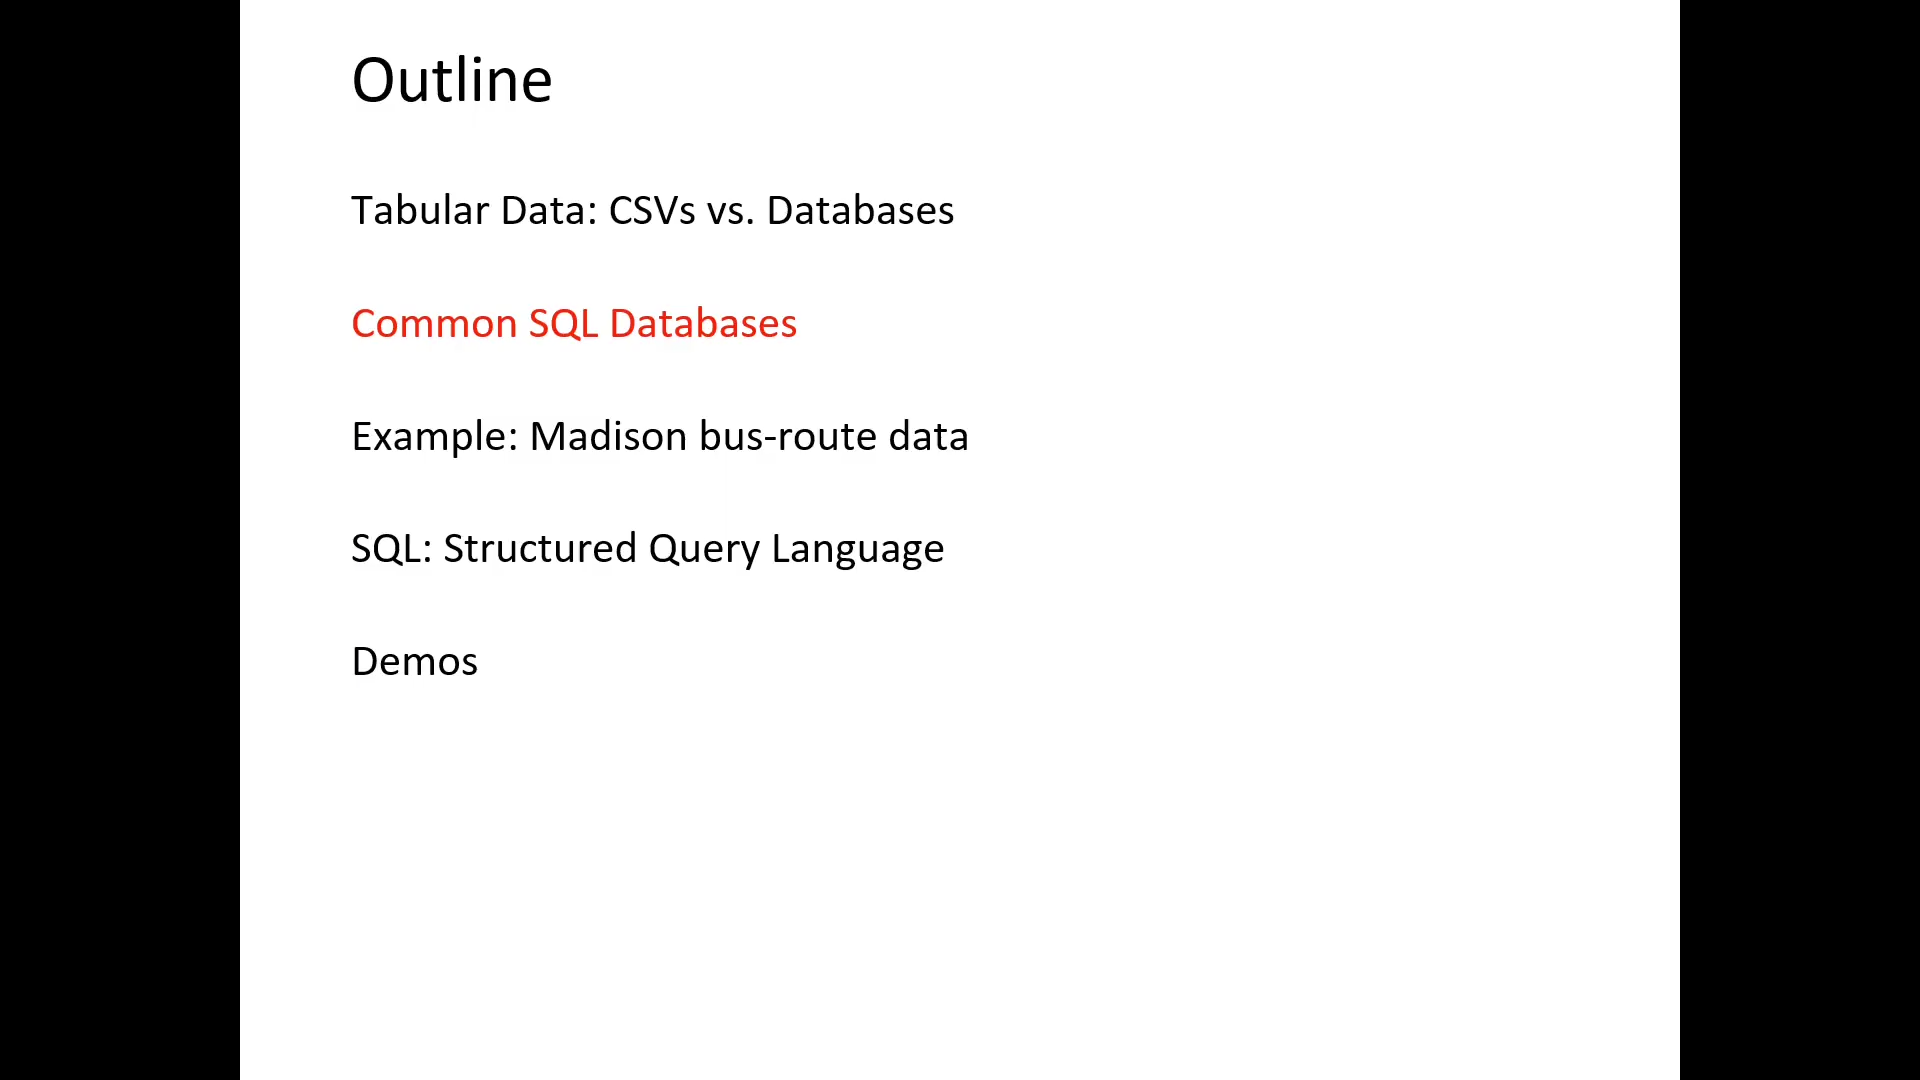 Outline
Tabular Data: CSVs vs. Databases
Common SQL Databases
Example: Madison bus-route data
SQL: Structured Query Language
Demos